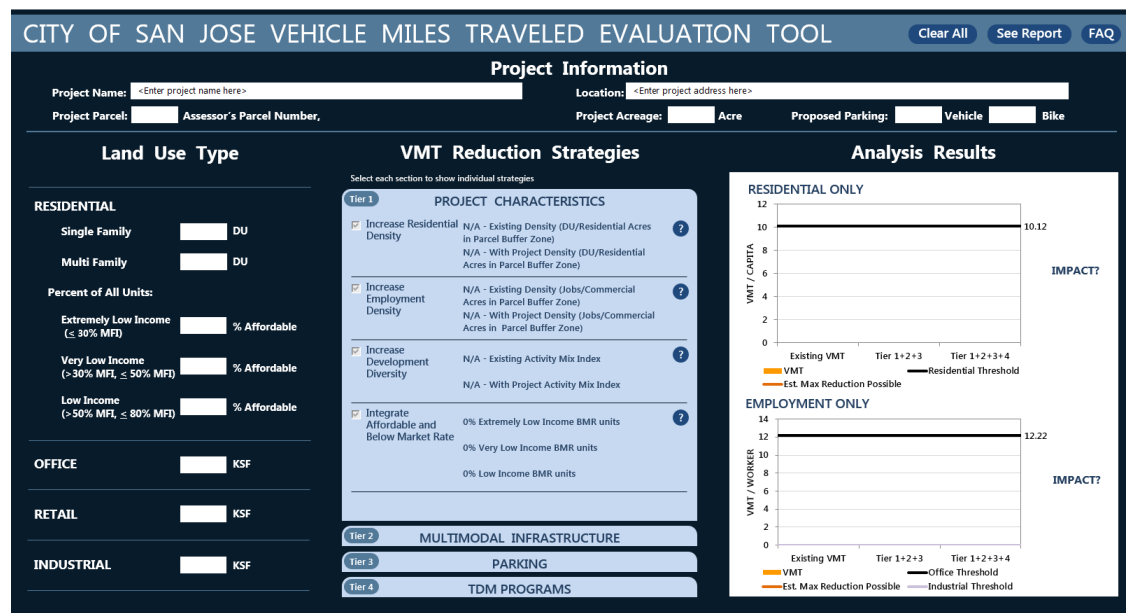 CITY OF SAN JOSE VEHICLE MILES TRAVELED EVALUATION TOOL
Clear All
See Report
FAQ
Project Information
Project Name: <Enter project name here>
Location: <Enter project address here>
Project Parcel: Assessor's Parcel Number,
Project Acreage: Acre
Proposed Parking: Vehicle Bike
Land Use Type
RESIDENTIAL
Single Family DU
Multi Family DU
Percent of All Units:
Extremely Low Income
(≤ 30% MFI)
% Affordable
Very Low Income
(>30% MFI, ≤ 50% MFI)
% Affordable
Low Income
(>50% MFI, ≤ 80% MFI)
% Affordable
OFFICE KSF
RETAIL KSF
INDUSTRIAL KSF
VMT Reduction Strategies
Select each section to show individual strategies
Tier 1 PROJECT CHARACTERISTICS
Increase Residential
Density
N/A - Existing Density (DU/Residential Acres
in Parcel Buffer Zone)
N/A - With Project Density (DU/Residential
Acres in Parcel Buffer Zone)
?
Increase
Employment
Density
N/A - Existing Density (Jobs/Commercial
Acres in Parcel Buffer Zone)
N/A - With Project Density (Jobs/Commercial
Acres in Parcel Buffer Zone)
?
Increase
Development
Diversity
N/A - Existing Activity Mix Index
N/A - With Project Activity Mix Index
?
Integrate
Affordable and
Below Market Rate
0% Extremely Low Income BMR units
0% Very Low Income BMR units
0% Low Income BMR units
?
Tier 2 MULTIMODAL INFRASTRUCTURE
Tier 3 PARKING
Tier 4 TDM PROGRAMS
Analysis Results
RESIDENTIAL ONLY
VMT / CAPITA
12
10
8
6
4
2
0
10.12
IMPACT?
Existing VMT Tier 1+2+3 Tier 1+2+3+4
VMT Residential Threshold
Est. Max Reduction Possible
EMPLOYMENT ONLY
VMT / WORKER
14
12
10
8
6
4
2
0
12.22
IMPACT?
Existing VMT Tier 1+2+3 Tier 1+2+3+4
VMT Office Threshold
Est. Max Reduction Possible Industrial Threshold